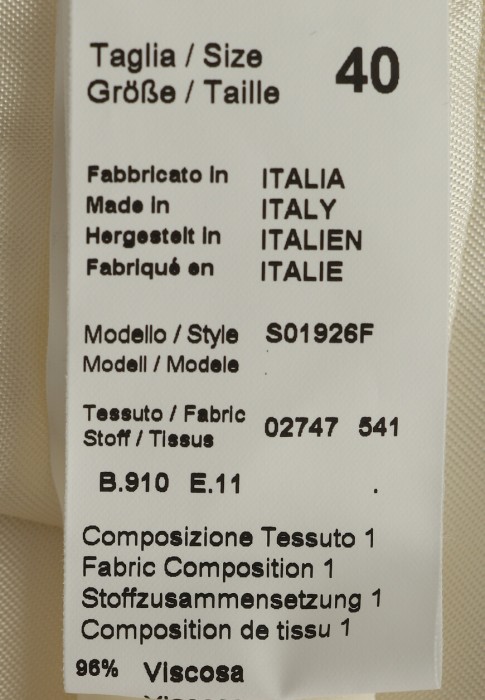 Taglia / Size 40
Größe / Taille
Fabbricato in ITALIA
Made in ITALY
Hergestelt in ITALIEN
Fabriqué en ITALIE
Modello / Style S01926F
Modell / Modele
Tessuto / Fabric 02747 541
Stoff / Tissus
B.910 E.11 .
Composizione Tessuto 1
Fabric Composition 1
Stoffzusammensetzung 1
Composition de tissu 1
96% Viscosa